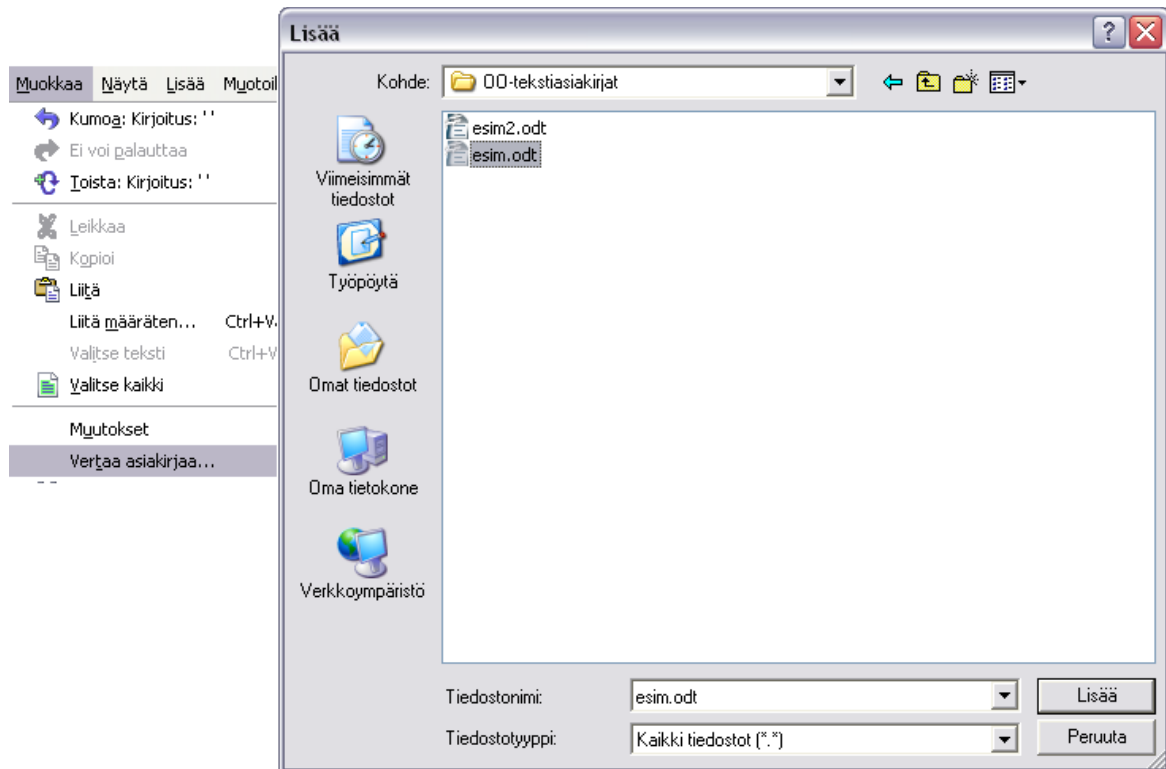 Muokkaa Näytä Lisää Muotoil
Kumoa: Kirjoitus: ' '
Ei voi palauttaa
Toista: Kirjoitus: ' '
Leikkaa
Kopioi
Liitä
Liitä määräten... Ctrl+V
Valitse teksti Ctrl+V
Valitse kaikki
Muutokset
Vertaa asiakirjaa...
Lisää
Kohde: OO-tekstiasiakirjat
Viimeisimmät
tiedostot
Työpöytä
Omat tiedostot
Oma tietokone
Verkkoympäristö
esim2.odt
esim.odt
Tiedostonimi: esim.odt Lisää
Tiedostotyyppi: Kaikki tiedostot (*.*) Peruuta